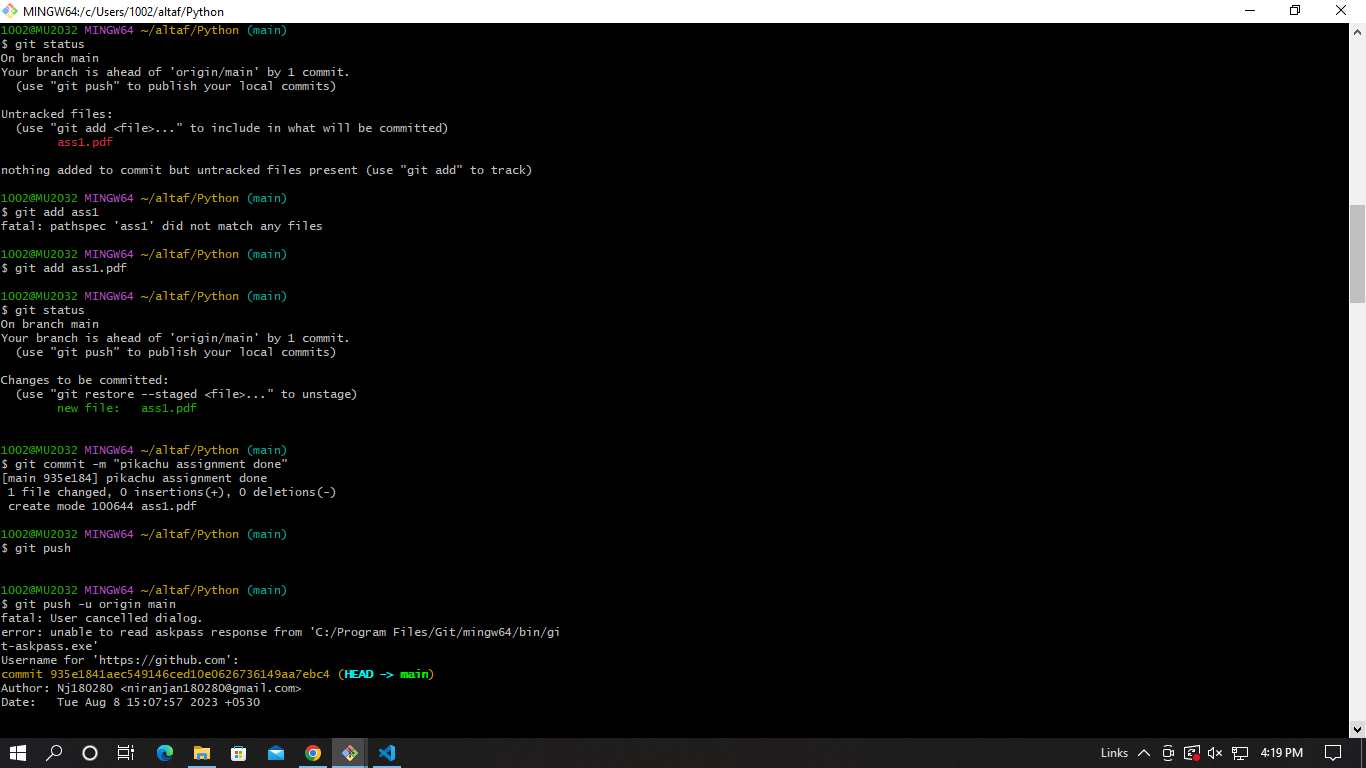 MINGW64:/c/Users/1002/altaf/Python
1002@MU2032 MINGW64 ~/altaf/Python (main)
$ git status
On branch main
Your branch is ahead of 'origin/main' by 1 commit.
  (use "git push" to publish your local commits)

Untracked files:
  (use "git add <file>..." to include in what will be committed)
        ass1.pdf

nothing added to commit but untracked files present (use "git add" to track)

1002@MU2032 MINGW64 ~/altaf/Python (main)
$ git add ass1
fatal: pathspec 'ass1' did not match any files

1002@MU2032 MINGW64 ~/altaf/Python (main)
$ git add ass1.pdf

1002@MU2032 MINGW64 ~/altaf/Python (main)
$ git status
On branch main
Your branch is ahead of 'origin/main' by 1 commit.
  (use "git push" to publish your local commits)

Changes to be committed:
  (use "git restore --staged <file>..." to unstage)
        new file:   ass1.pdf

1002@MU2032 MINGW64 ~/altaf/Python (main)
$ git commit -m "pikachu assignment done"
[main 935e184] pikachu assignment done
 1 file changed, 0 insertions(+), 0 deletions(-)
 create mode 100644 ass1.pdf

1002@MU2032 MINGW64 ~/altaf/Python (main)
$ git push

1002@MU2032 MINGW64 ~/altaf/Python (main)
$ git push -u origin main
fatal: User cancelled dialog.
error: unable to read askpass response from 'C:/Program Files/Git/mingw64/bin/gi
t-askpass.exe'
Username for 'https://github.com':
commit 935e1841aec549146ced10e0626736149aa7ebc4 (HEAD -> main)
Author: Nj180280 <niranjan180280@gmail.com>
Date:   Tue Aug 8 15:07:57 2023 +0530
Links
4:19 PM